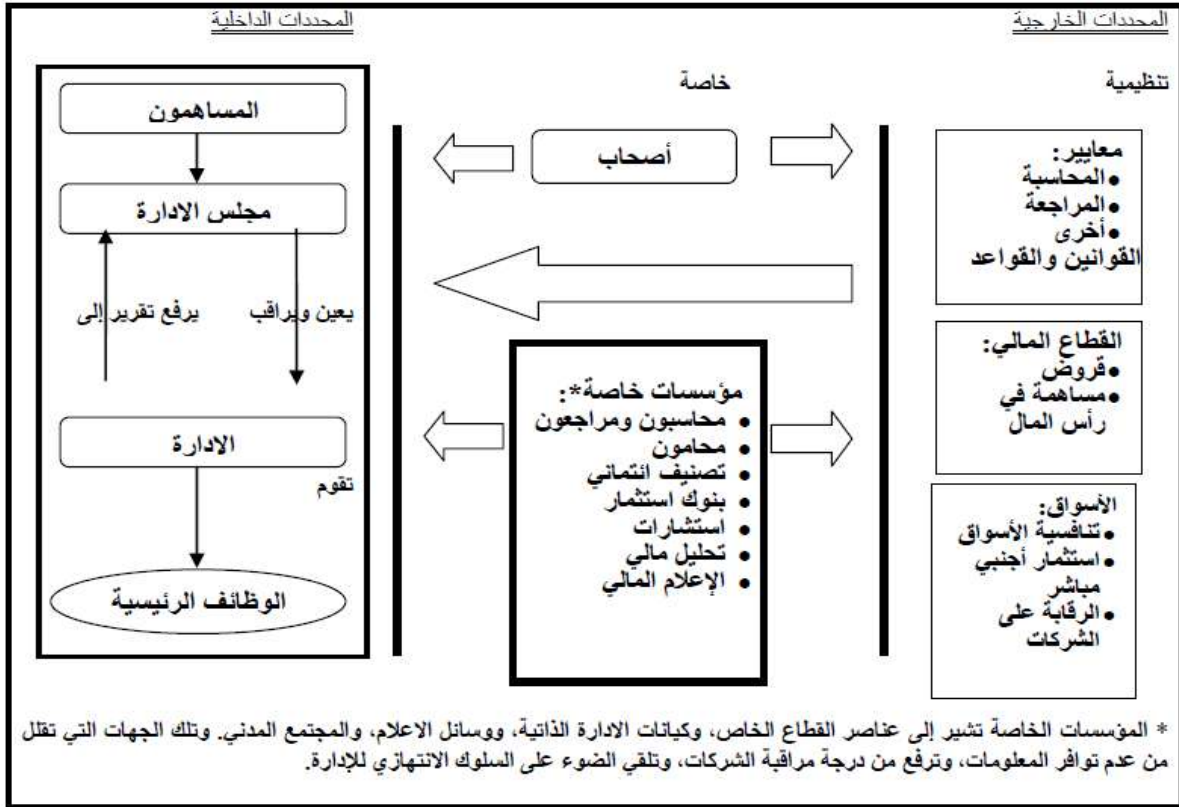 المحددات الخارجية
المحددات الداخلية
تنظيمية
خاصة
معايير:
●المحاسبة
●المراجعة
●أخرى
القوانين والقواعد
القطاع المالي:
●قروض
●مساهمة في
رأس المال
الأسواق:
●تنافسية الأسواق
●استثمار أجنبي
مباشر
●الرقابة على
الشركات
أصحاب
مؤسسات خاصة*:
● محاسبون ومراجعون
● محامون
● تصنيف ائتماني
● بنوك استثمار
● استشارات
● تحليل مالي
● الإعلام المالي
المساهمون
مجلس الادارة
يعين ويراقب
يرفع تقرير إلى
الادارة
تقوم
الوظائف الرئيسية
* المؤسسات الخاصة تشير إلى عناصر القطاع الخاص، وكيانات الادارة الذاتية، ووسائل الاعلام، والمجتمع المدني. وتلك الجهات التي تقلل
من عدم توافر المعلومات، وترفع من درجة مراقبة الشركات، وتلقي الضوء على السلوك الانتهازي للإدارة.